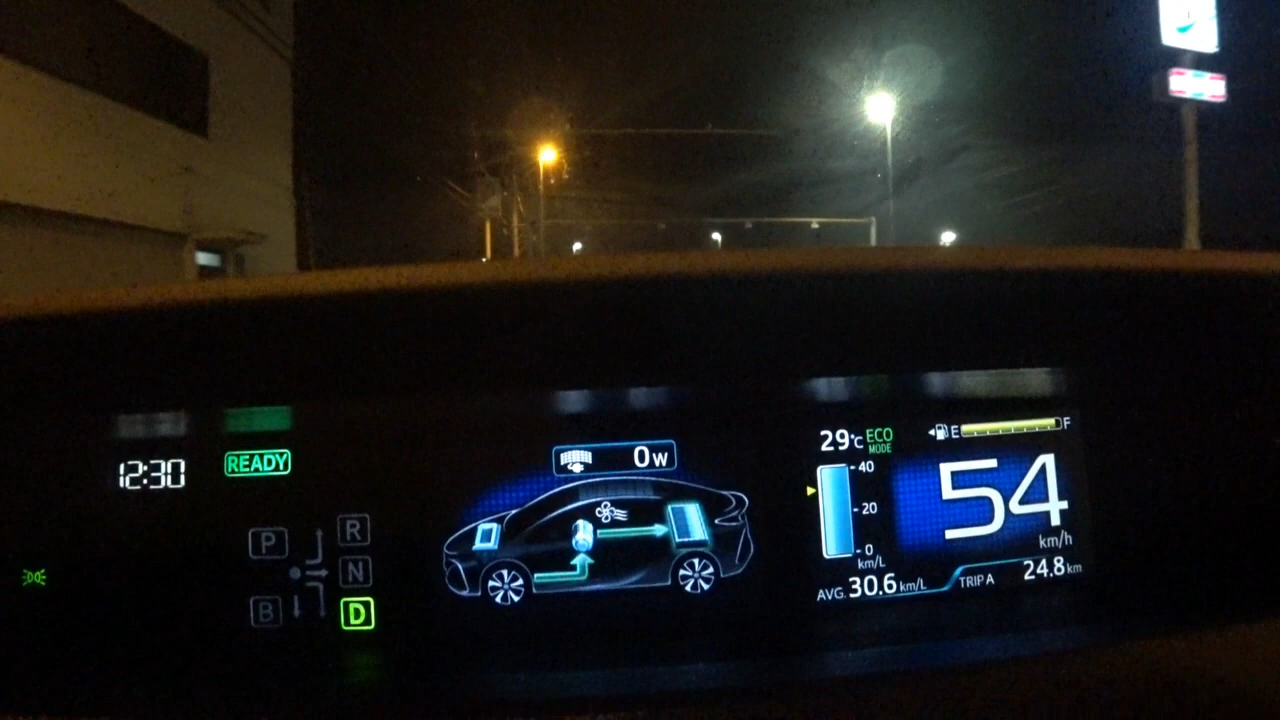 12:30
READY
P
R
N
B
D
0 W
29°C ECO MODE
E F
40
20
0
km/L
54
km/h
AVG. 30.6 km/L
TRIP A 24.8 km